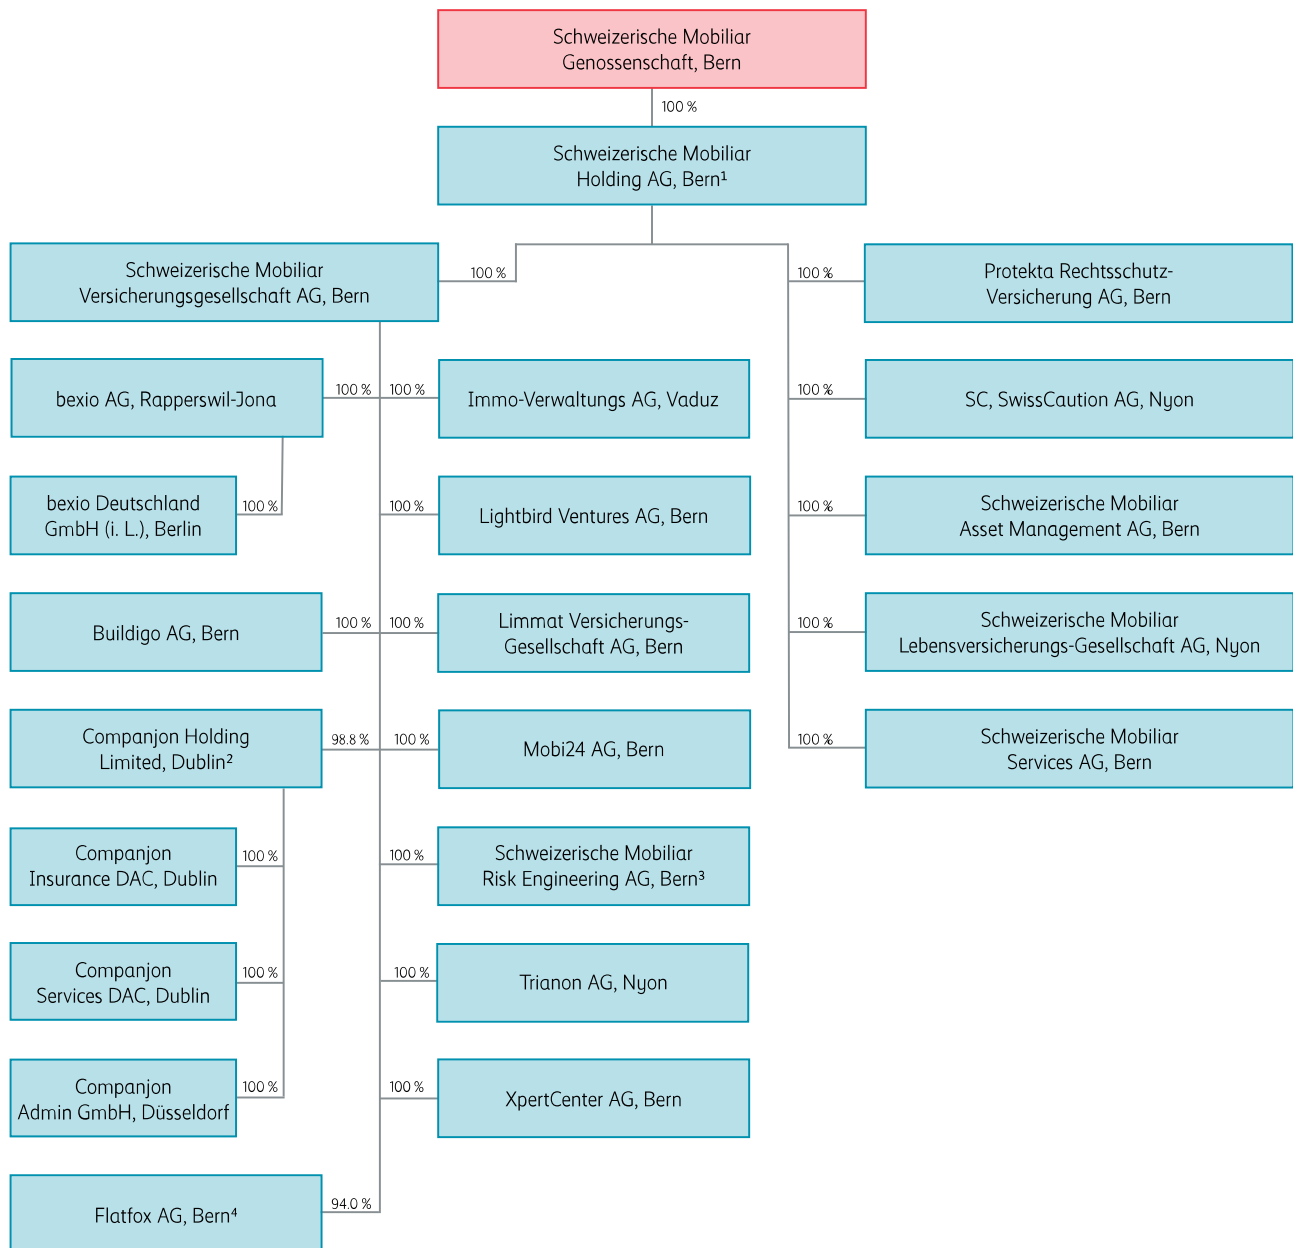 Schweizerische Mobiliar
Genossenschaft, Bern
100 %
Schweizerische Mobiliar
Holding AG, Bern¹
Schweizerische Mobiliar
Versicherungsgesellschaft AG, Bern
100 %
100 %
Protekta Rechtsschutz-
Versicherung AG, Bern
bexio AG, Rapperswil-Jona
100 %
100 %
Immo-Verwaltungs AG, Vaduz
100 %
SC, SwissCaution AG, Nyon
bexio Deutschland
GmbH (i. L.), Berlin
100 %
100 %
Lightbird Ventures AG, Bern
100 %
Schweizerische Mobiliar
Asset Management AG, Bern
Buildigo AG, Bern
100 %
100 %
Limmat Versicherungs-
Gesellschaft AG, Bern
100 %
Schweizerische Mobiliar
Lebensversicherungs-Gesellschaft AG, Nyon
Companjon Holding
Limited, Dublin²
98.8 %
100 %
Mobi24 AG, Bern
100 %
Schweizerische Mobiliar
Services AG, Bern
Companjon
Insurance DAC, Dublin
100 %
100 %
Schweizerische Mobiliar
Risk Engineering AG, Bern³
Companjon
Services DAC, Dublin
100 %
100 %
Trianon AG, Nyon
Companjon
Admin GmbH, Düsseldorf
100 %
100 %
XpertCenter AG, Bern
Flatfox AG, Bern⁴
94.0 %